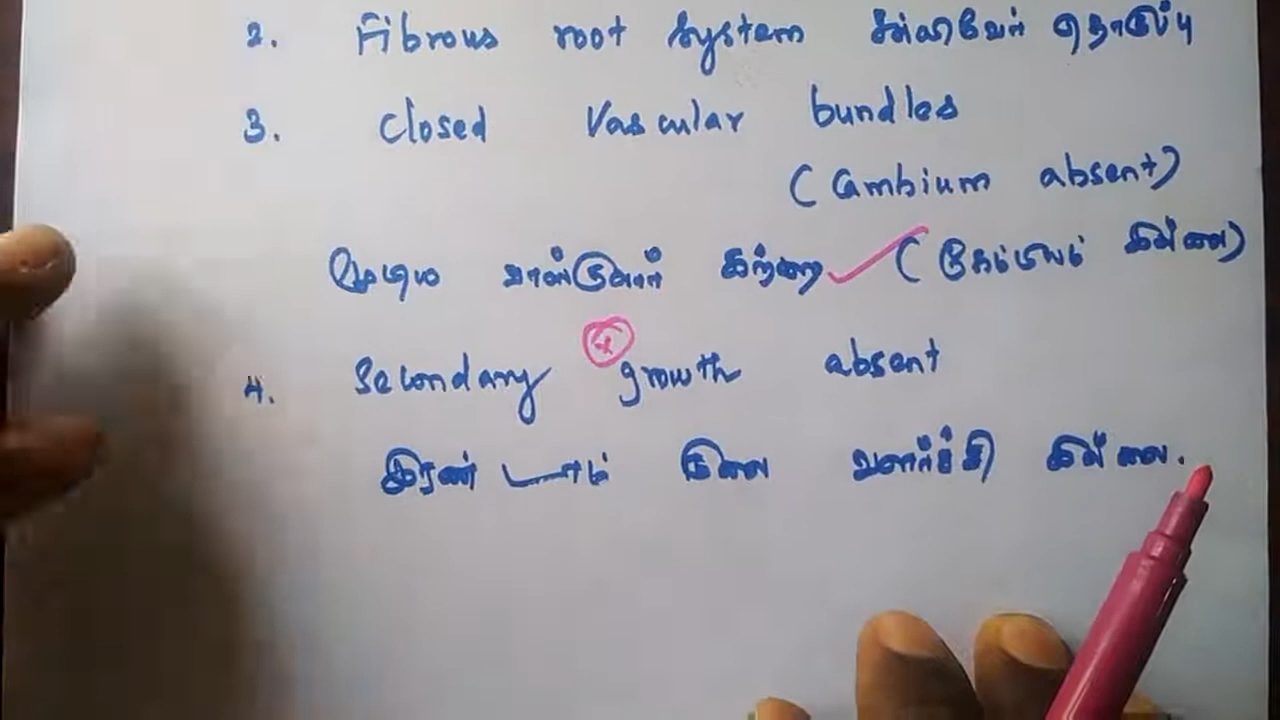 2. Fibrous root system சல்லிவேர் தொகுப்பு
3. Closed Vascular bundles
(Cambium absent)
மூடிய வாஸ்குலார் கற்றை ✓ (கேம்பியம் இல்லை)
4. Secondary growth absent
இரண்டாம் நிலை வளர்ச்சி இல்லை.